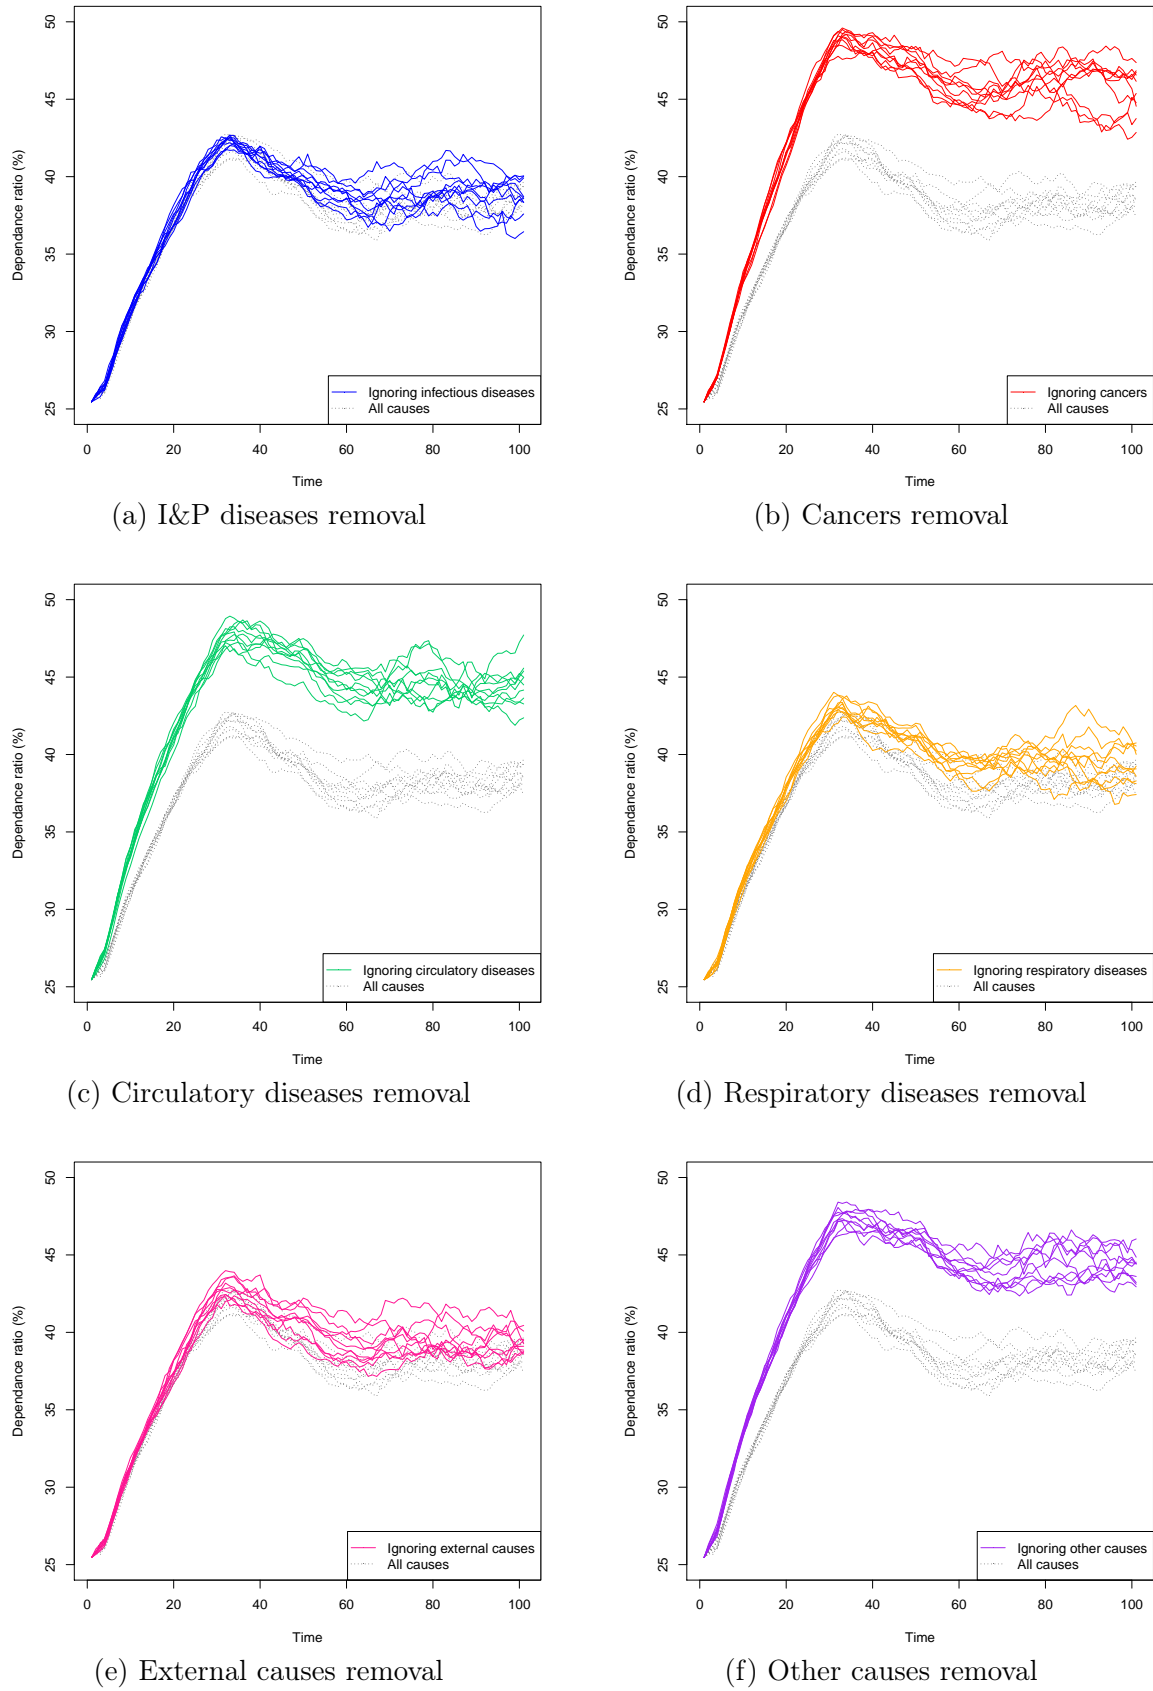 50
45
40
35
30
25
Dependance ratio (%)
Ignoring infectious diseases
All causes
0 20 40 60 80 100
Time
(a) I&P diseases removal
50
45
40
35
30
25
Dependance ratio (%)
Ignoring cancers
All causes
0 20 40 60 80 100
Time
(b) Cancers removal
50
45
40
35
30
25
Dependance ratio (%)
Ignoring circulatory diseases
All causes
0 20 40 60 80 100
Time
(c) Circulatory diseases removal
50
45
40
35
30
25
Dependance ratio (%)
Ignoring respiratory diseases
All causes
0 20 40 60 80 100
Time
(d) Respiratory diseases removal
50
45
40
35
30
25
Dependance ratio (%)
Ignoring external causes
All causes
0 20 40 60 80 100
Time
(e) External causes removal
50
45
40
35
30
25
Dependance ratio (%)
Ignoring other causes
All causes
0 20 40 60 80 100
Time
(f) Other causes removal